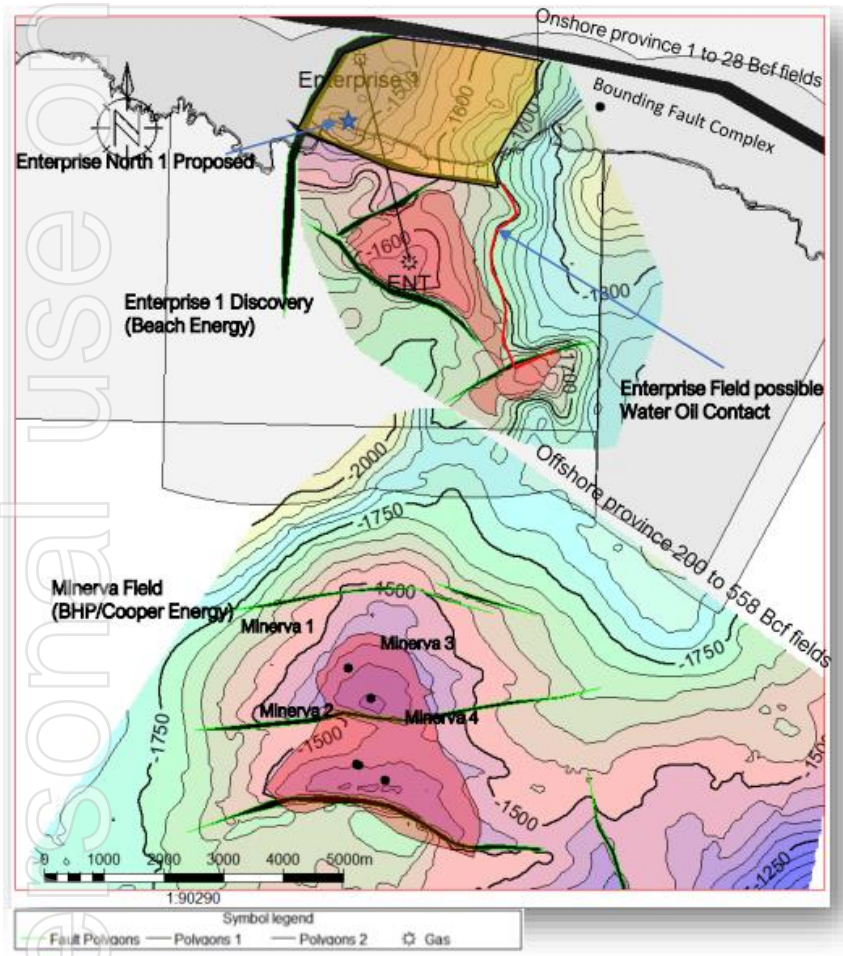 Onshore province 1 to 28 Bcf fields
Bounding Fault Complex
Enterprise
-1600
Enterprise North 1 Proposed
-1600
ENT
-1800
Enterprise 1 Discovery
(Beach Energy)
1700
Enterprise Field possible
Water Oil Contact
Offshore province 200 to 558 Bcf fields
-2000
-1750
Minerva Field
(BHP/Cooper Energy)
1500
Minerva 1
Minerva 3
-1750
Minerva 2
Minerva 4
-1750
-1500
-1500
-1500
-1250
0 1000 2000 3000 4000 5000m
1:90290
Symbol legend
Fault Polygons Polygons 1 Polygons 2 Gas
ersonal use on
N